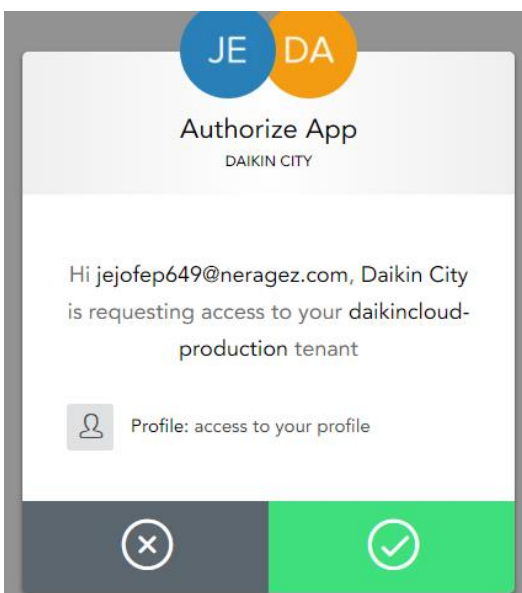 JE DA
Authorize App
DAIKIN CITY
Hi jejofep649@neragez.com, Daikin City
is requesting access to your daikincloud-
production tenant
Profile: access to your profile